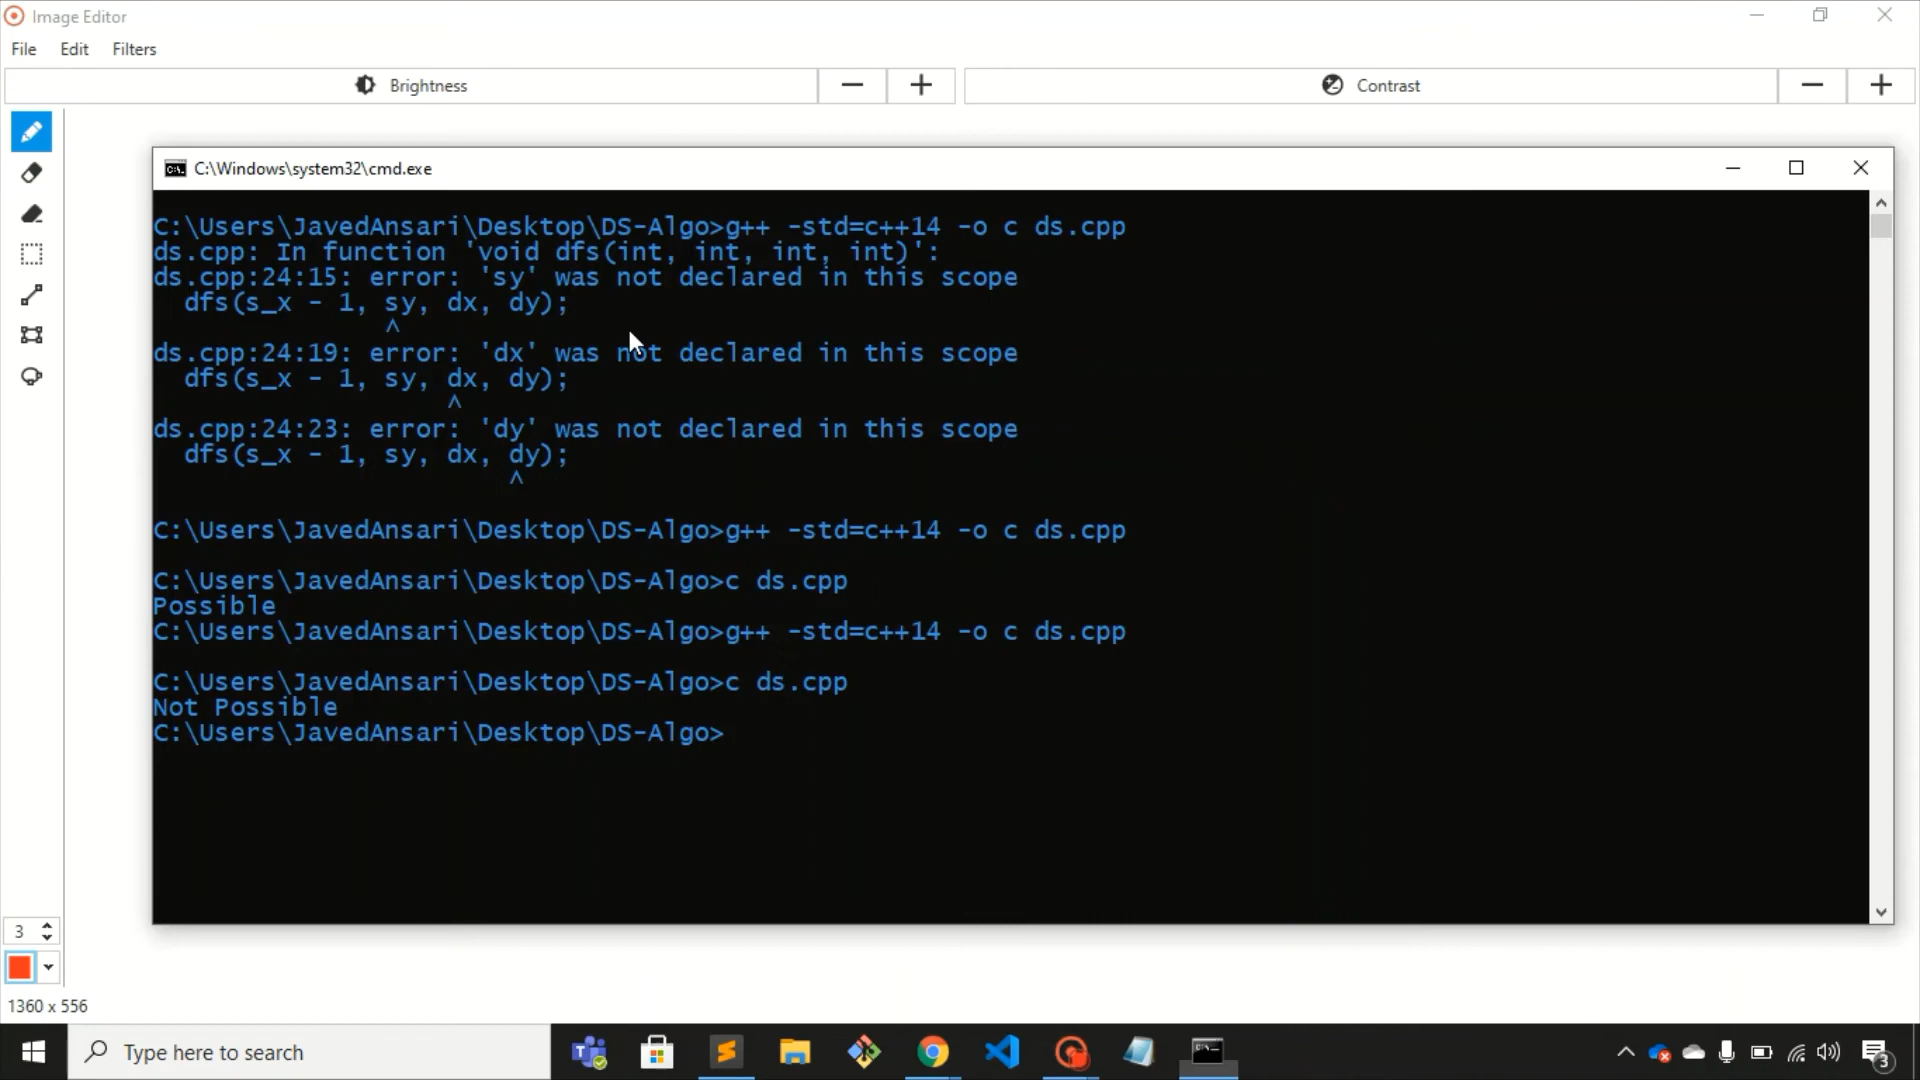 Image Editor
File Edit Filters
Brightness
Contrast
C:\Windows\system32\cmd.exe
C:\Users\JavedAnsari\Desktop\DS-Algo>g++ -std=c++14 -o c ds.cpp
ds.cpp: In function 'void dfs(int, int, int, int)':
ds.cpp:24:15: error: 'sy' was not declared in this scope
dfs(s_x - 1, sy, dx, dy);
^
ds.cpp:24:19: error: 'dx' was not declared in this scope
dfs(s_x - 1, sy, dx, dy);
^
ds.cpp:24:23: error: 'dy' was not declared in this scope
dfs(s_x - 1, sy, dx, dy);
^
C:\Users\JavedAnsari\Desktop\DS-Algo>g++ -std=c++14 -o c ds.cpp
C:\Users\JavedAnsari\Desktop\DS-Algo>c ds.cpp
Possible
C:\Users\JavedAnsari\Desktop\DS-Algo>g++ -std=c++14 -o c ds.cpp
C:\Users\JavedAnsari\Desktop\DS-Algo>c ds.cpp
Not Possible
C:\Users\JavedAnsari\Desktop\DS-Algo>
3
1360 x 556
Type here to search
3